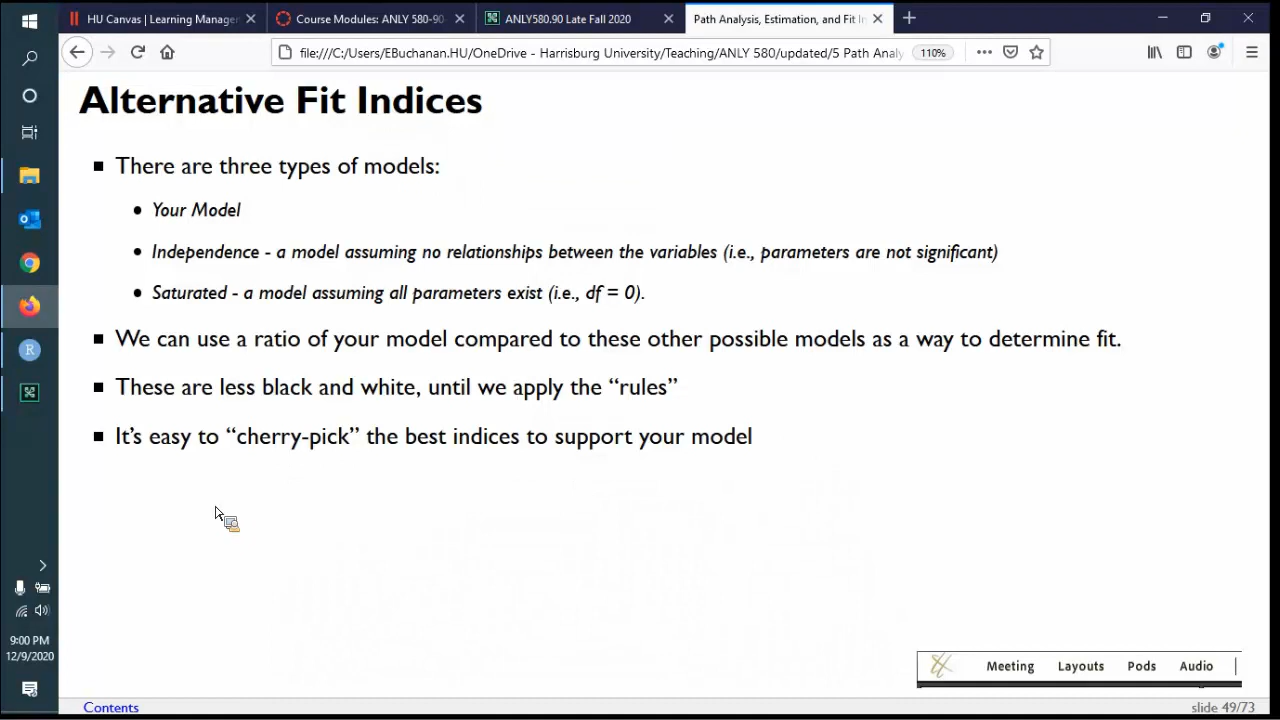 HU Canvas | Learning Manage
Course Modules: ANLY 580-90
ANLY580.90 Late Fall 2020
Path Analysis, Estimation, and Fit In
file:///C:/Users/EBuchanan.HU/OneDrive - Harrisburg University/Teaching/ANLY 580/updated/5 Path Analy
110%
Alternative Fit Indices
There are three types of models:
Your Model
Independence - a model assuming no relationships between the variables (i.e., parameters are not significant)
Saturated - a model assuming all parameters exist (i.e., df = 0).
We can use a ratio of your model compared to these other possible models as a way to determine fit.
These are less black and white, until we apply the “rules”
It’s easy to “cherry-pick” the best indices to support your model
9:00 PM
12/9/2020
Meeting Layouts Pods Audio
Contents
slide 49/73